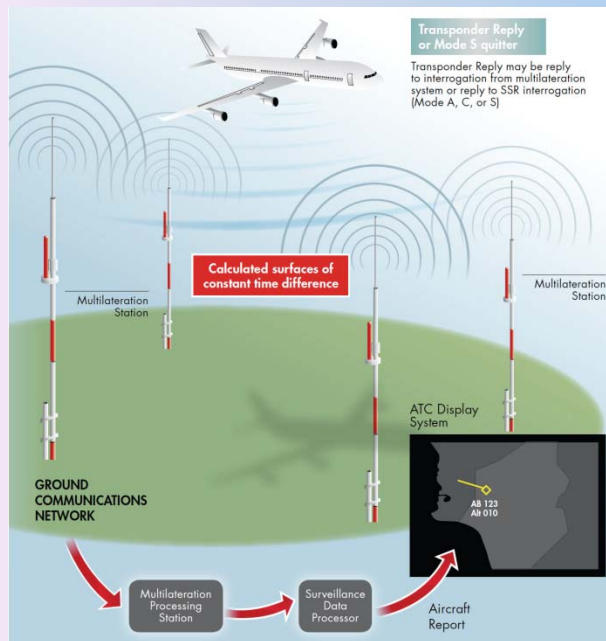 Transponder Reply
or Mode S quitter
Transponder Reply may be reply
to interrogation from multilateration
system or reply to SSR interrogation
(Mode A, C, or S)
Calculated surfaces of
constant time difference
Multilateration
Station
Multilateration
Station
ATC Display
System
AB 123
Alt 010
GROUND
COMMUNICATIONS
NETWORK
Multilateration
Processing
Station
Surveillance
Data
Processor
Aircraft
Report